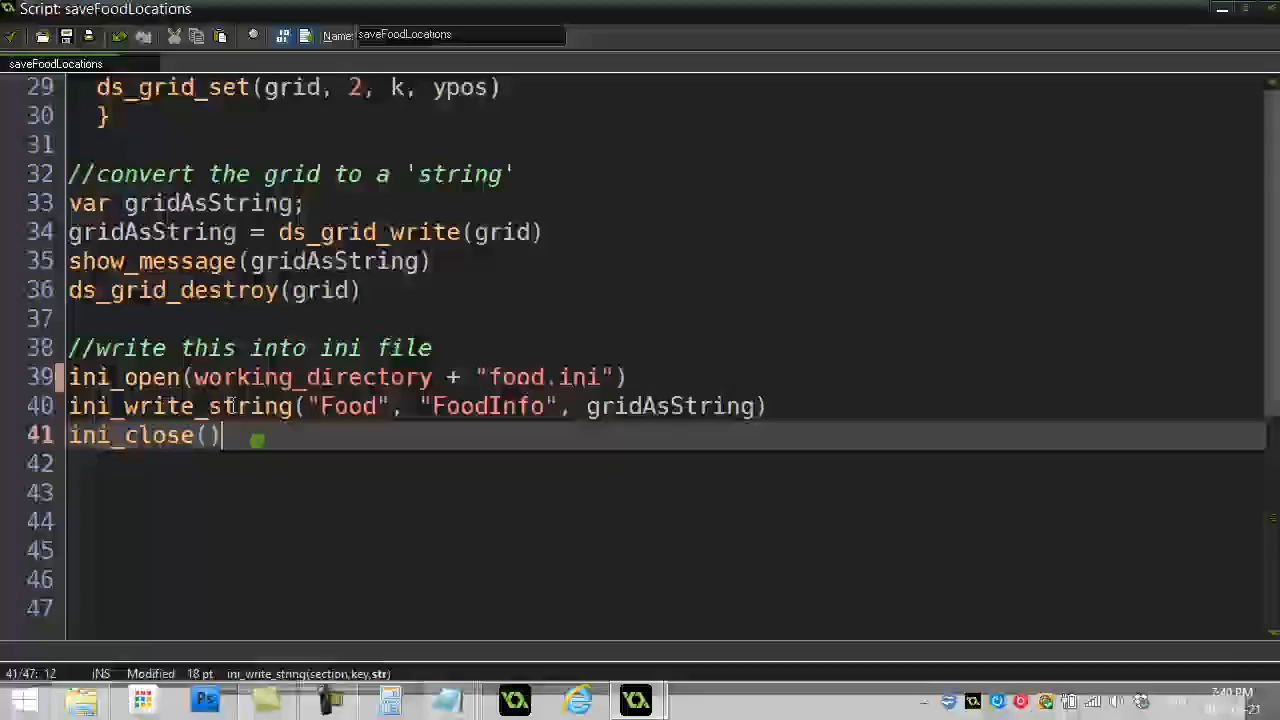 Script: saveFoodLocations
Name: saveFoodLocations
saveFoodLocations
29 ds_grid_set(grid, 2, k, ypos)
30 }
31
32 //convert the grid to a 'string'
33 var gridAsString;
34 gridAsString = ds_grid_write(grid)
35 show_message(gridAsString)
36 ds_grid_destroy(grid)
37
38 //write this into ini file
39 ini_open(working_directory + "food.ini")
40 ini_write_string("Food", "FoodInfo", gridAsString)
41 ini_close()
42
43
44
45
46
47
41/47: 12 INS Modified 18 pt ini_write_string(section,key,str)
Ps
7:40 PM